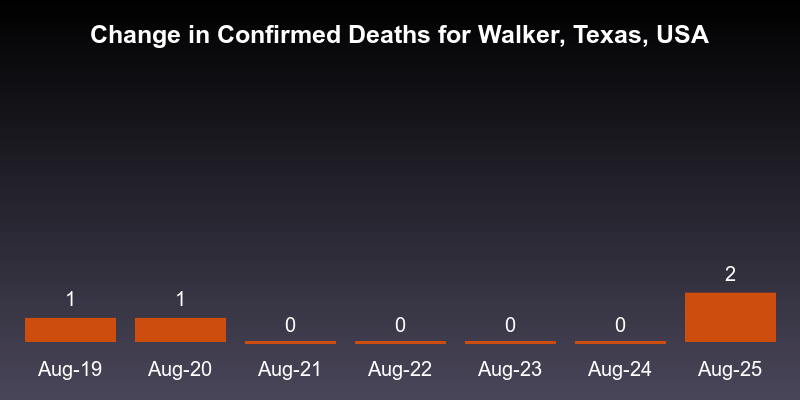 Change in Confirmed Deaths for Walker, Texas, USA
1 1 0 0 0 0 2
Aug-19 Aug-20 Aug-21 Aug-22 Aug-23 Aug-24 Aug-25